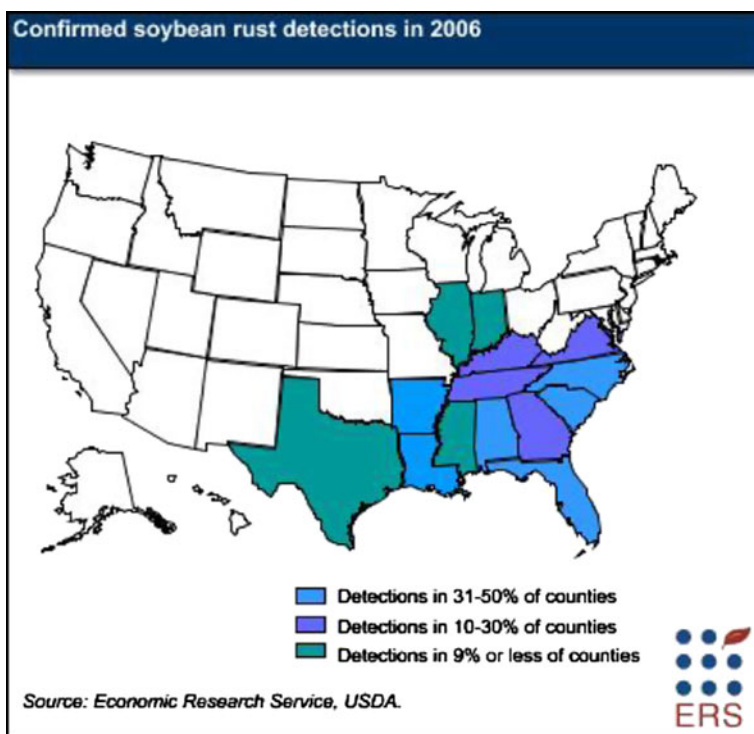 Confirmed soybean rust detections in 2006
Detections in 31-50% of counties
Detections in 10-30% of counties
Detections in 9% or less of counties
Source: Economic Research Service, USDA.
ERS